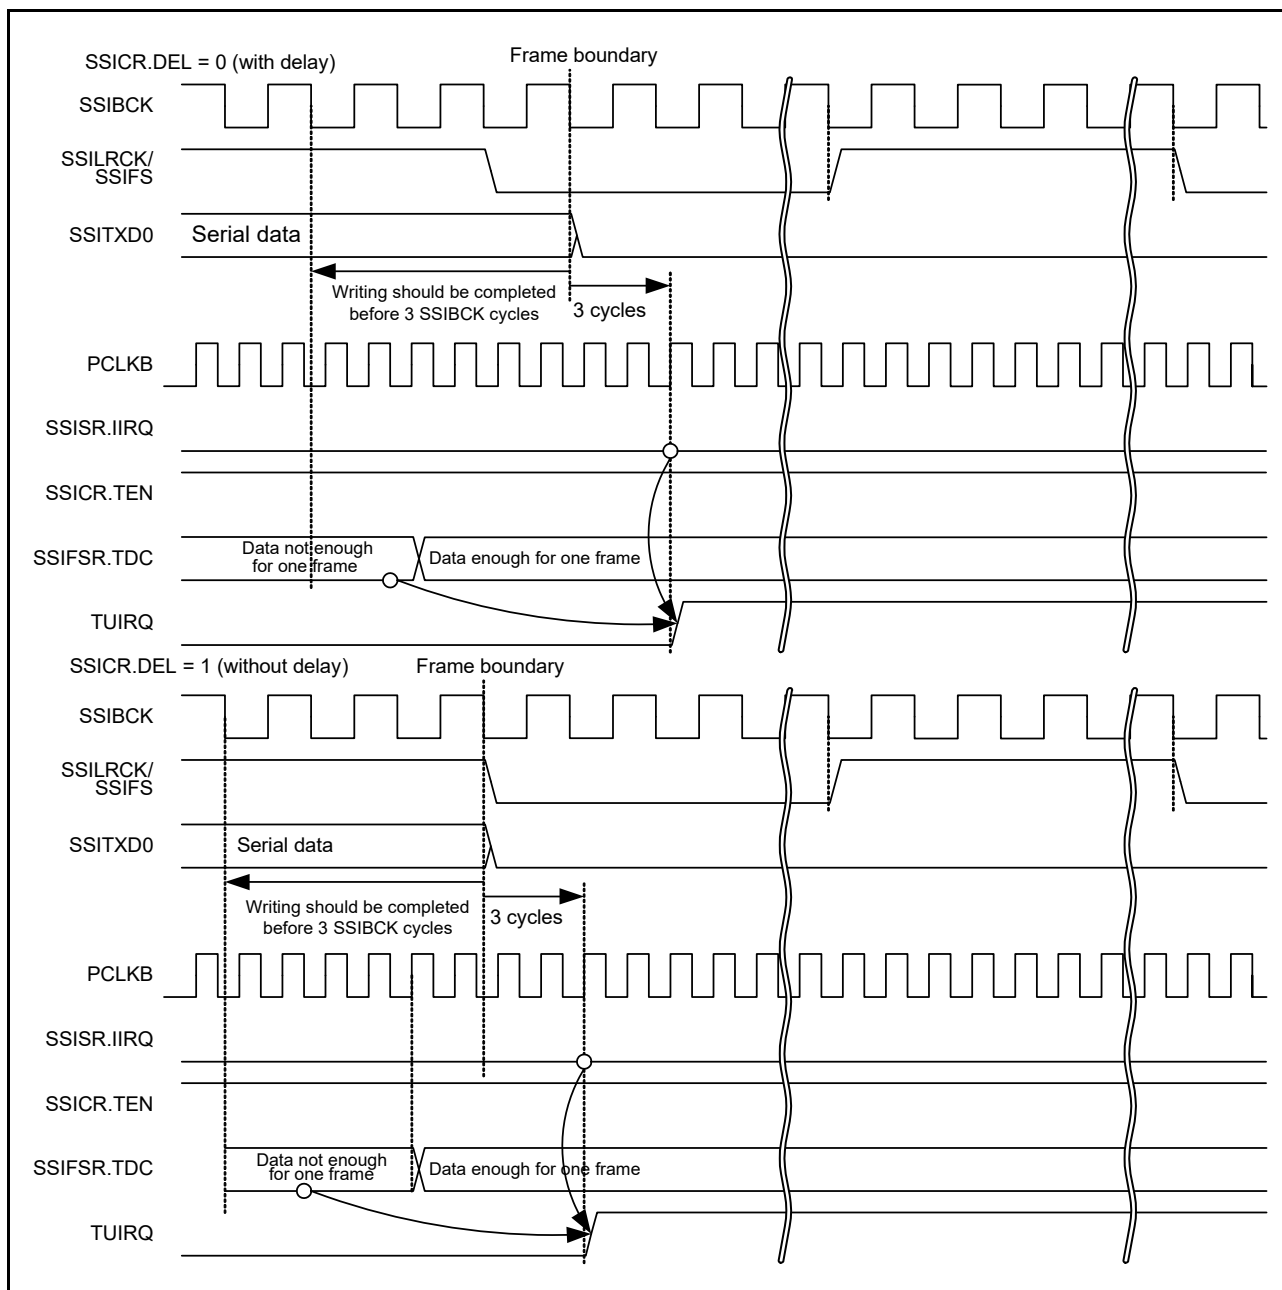 SSICR.DEL = 0 (with delay)
Frame boundary
SSIBCK
SSILRCK/
SSIFS
SSITXD0
Serial data
Writing should be completed
before 3 SSIBCK cycles
3 cycles
PCLKB
SSISR.IIRQ
SSICR.TEN
SSIFSR.TDC
Data not enough
for one frame
Data enough for one frame
TUIRQ
SSICR.DEL = 1 (without delay)
Frame boundary
SSIBCK
SSILRCK/
SSIFS
SSITXD0
Serial data
Writing should be completed
before 3 SSIBCK cycles
3 cycles
PCLKB
SSISR.IIRQ
SSICR.TEN
SSIFSR.TDC
Data not enough
for one frame
Data enough for one frame
TUIRQ